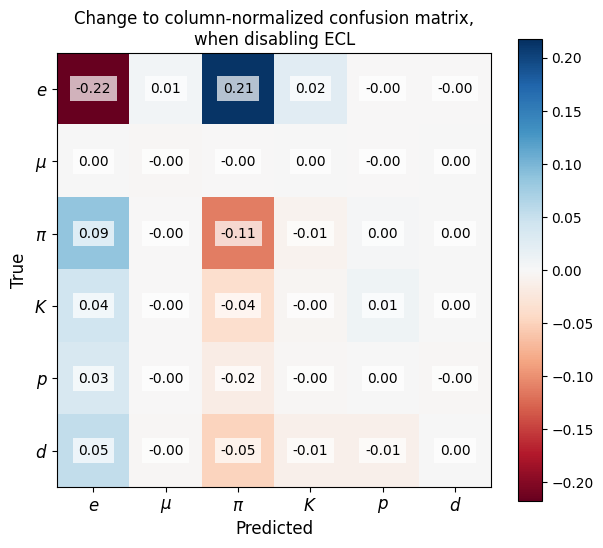 Change to column-normalized confusion matrix,
when disabling ECL
e -0.22 0.01 0.21 0.02 -0.00 -0.00
μ 0.00 -0.00 -0.00 0.00 -0.00 0.00
π 0.09 -0.00 -0.11 -0.01 0.00 0.00
K 0.04 -0.00 -0.04 -0.00 0.01 0.00
p 0.03 -0.00 -0.02 -0.00 0.00 -0.00
d 0.05 -0.00 -0.05 -0.01 -0.01 0.00
e μ π K p d
Predicted
True
0.20
0.15
0.10
0.05
0.00
−0.05
−0.10
−0.15
−0.20